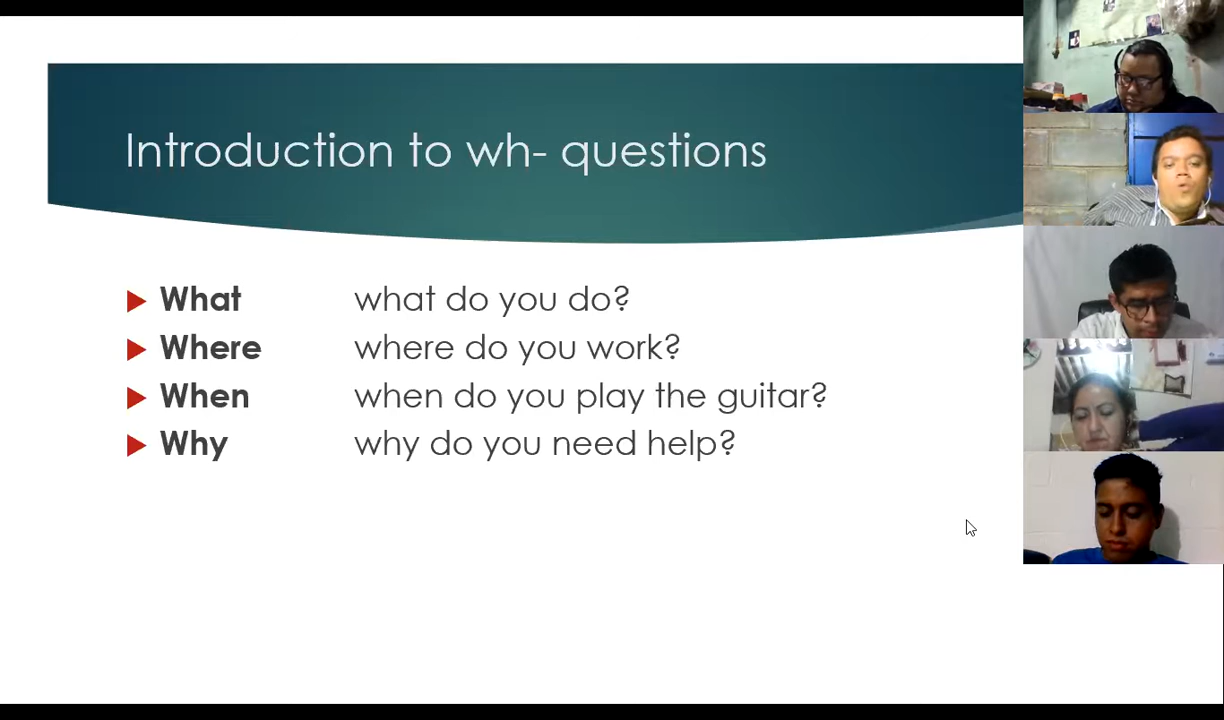 Introduction to wh- questions
What what do you do?
Where where do you work?
When when do you play the guitar?
Why why do you need help?